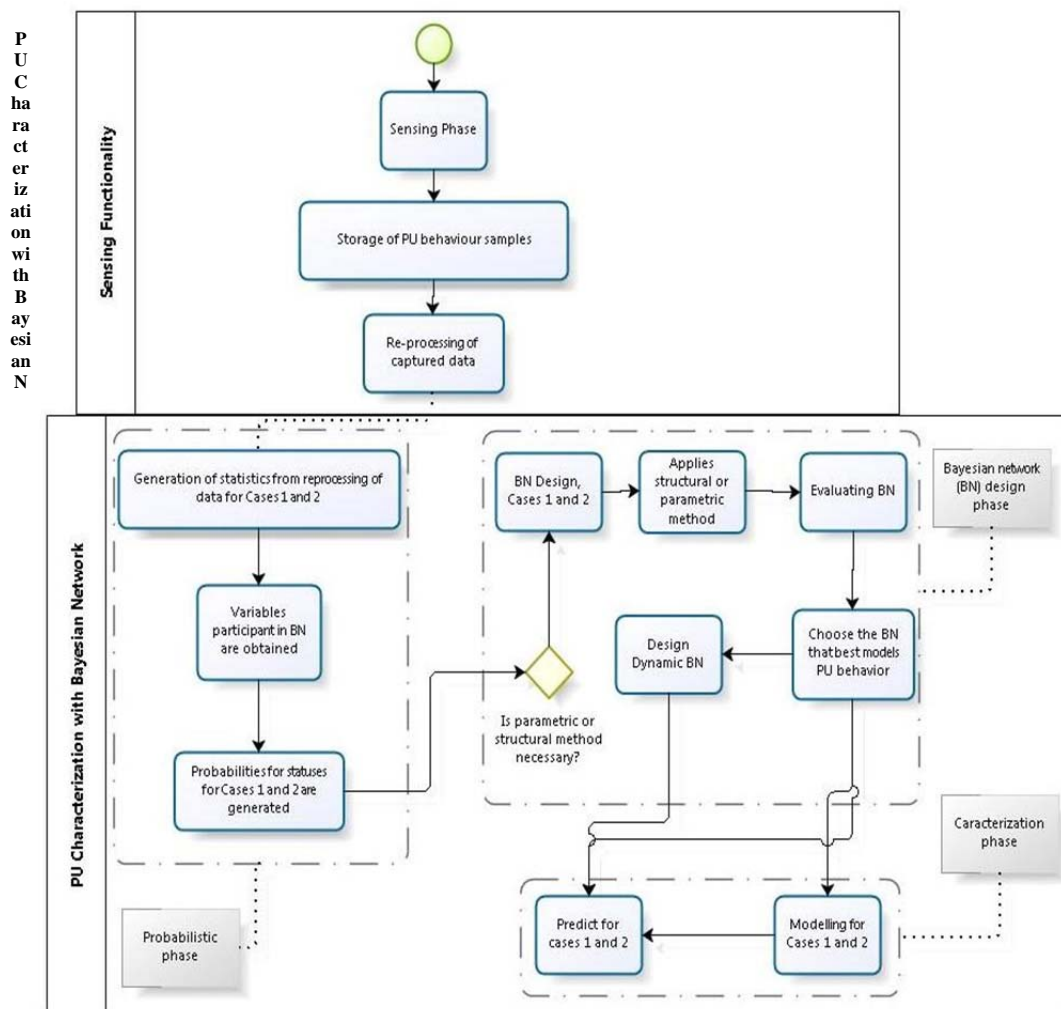 P
U
C
ha
ra
ct
er
iz
ati
on
wi
th
B
ay
esi
an
N
Sensing Functionality
Sensing Phase
Storage of PU behaviour samples
Re-processing of
captured data
PU Characterization with Bayesian Network
Generation of statistics from reprocessing of
data for Cases 1 and 2
Variables
participant in BN
are obtained
Probabilities for statuses
for Cases 1 and 2 are
generated
Probabilistic
phase
BN Design,
Cases 1 and 2
Applies
structural or
parametric
method
Evaluating BN
Bayesian network
(BN) design
phase
Design
Dynamic BN
Choose the BN
that best models
PU behavior
Is parametric or
structural method
necessary?
Caracterization
phase
Predict for
cases 1 and 2
Modelling for
Cases 1 and 2